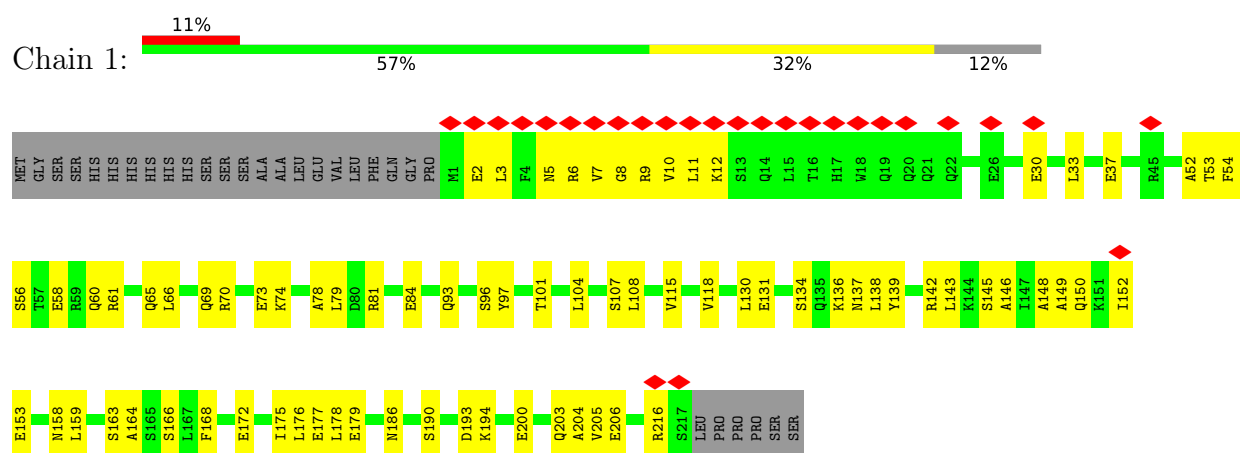 11%
Chain 1:
57% 32% 12%
MET GLY SER SER HIS HIS HIS HIS HIS HIS SER SER SER ALA ALA LEU GLU VAL LEU PHE GLN GLY PRO M1 E2 L3 F4 N5 R6 V7 G8 R9 V10 L11 K12 S13 Q14 L15 T16 H17 W18 Q19 Q20 Q21 Q22 E26 E30 L33 E37 R45 A52 T53 F54
S56 T57 E58 R59 Q60 R61 Q65 L66 Q69 R70 E73 K74 A78 L79 D80 R81 E84 Q93 S96 Y97 T101 L104 S107 L108 V115 V118 L130 E131 S134 Q135 K136 N137 L138 Y139 R142 L143 K144 S145 A146 I147 A148 A149 Q150 K151 I152
E153 N158 L159 S163 A164 S165 S166 L167 F168 E172 I175 L176 E177 L178 E179 N186 S190 D193 K194 E200 Q203 A204 V205 E206 R216 S217 LEU PRO PRO PRO SER SER